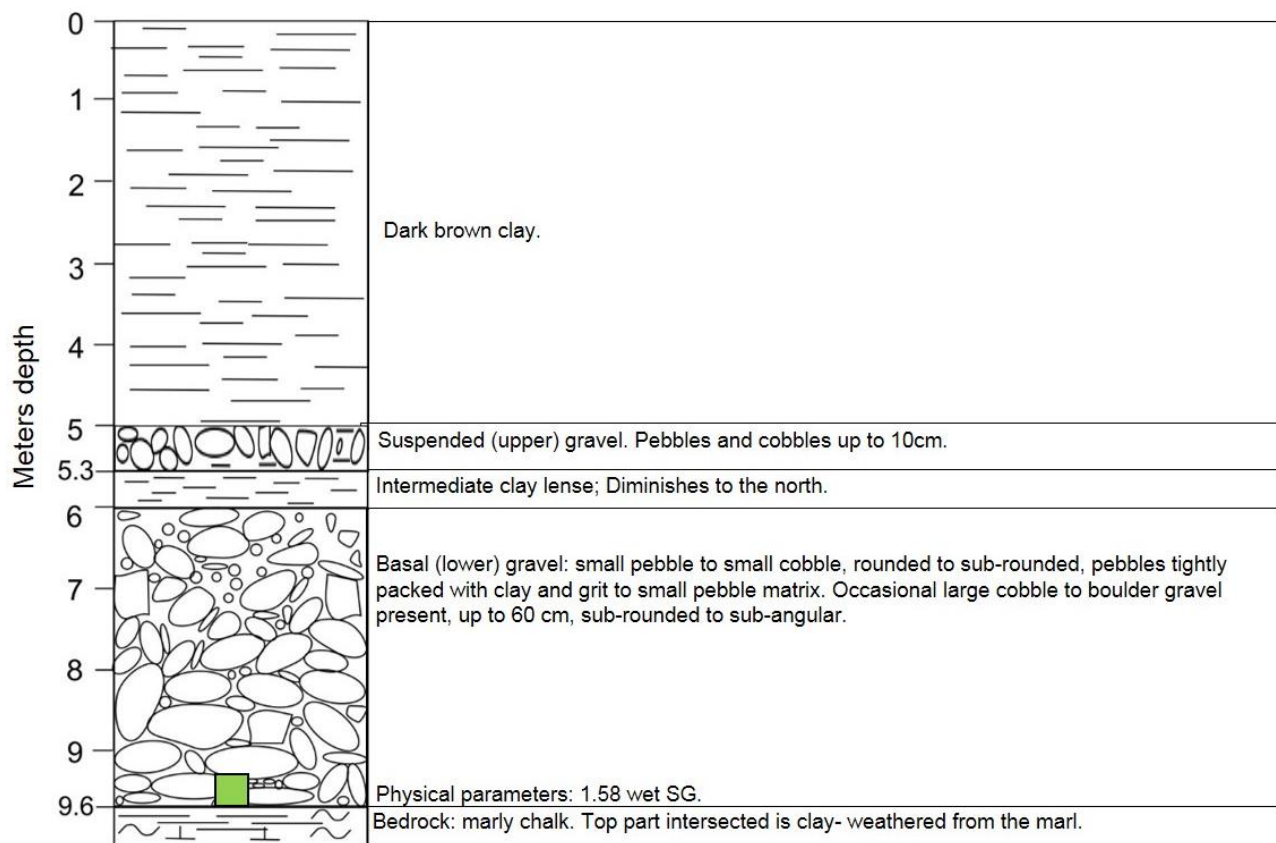 Meters depth
0
1
2
3
4
5
5.3
6
7
8
9
9.6
Dark brown clay.
Suspended (upper) gravel. Pebbles and cobbles up to 10cm.
Intermediate clay lense; Diminishes to the north.
Basal (lower) gravel: small pebble to small cobble, rounded to sub-rounded, pebbles tightly
packed with clay and grit to small pebble matrix. Occasional large cobble to boulder gravel
present, up to 60 cm, sub-rounded to sub-angular.
Physical parameters: 1.58 wet SG.
Bedrock: marly chalk. Top part intersected is clay- weathered from the marl.